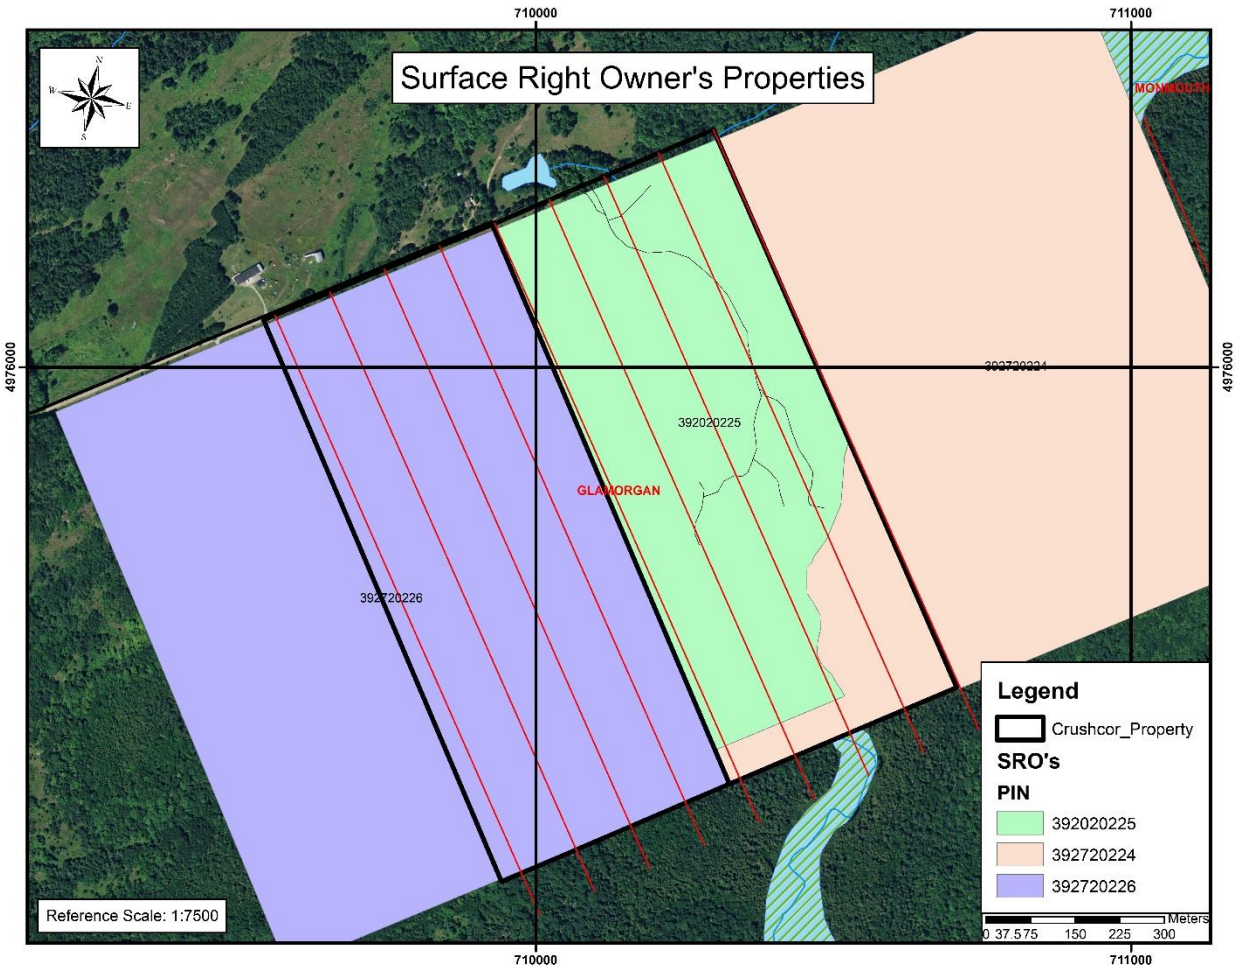 710000
711000
N
W
E
S
Surface Right Owner's Properties
MONMOUTH
4976000
4976000
392720224
392020225
GLAMORGAN
392720226
Legend
Crushcor_Property
SRO's
PIN
392020225
392720224
392720226
Reference Scale: 1:7500
Meters
0 37.575 150 225 300
710000
711000